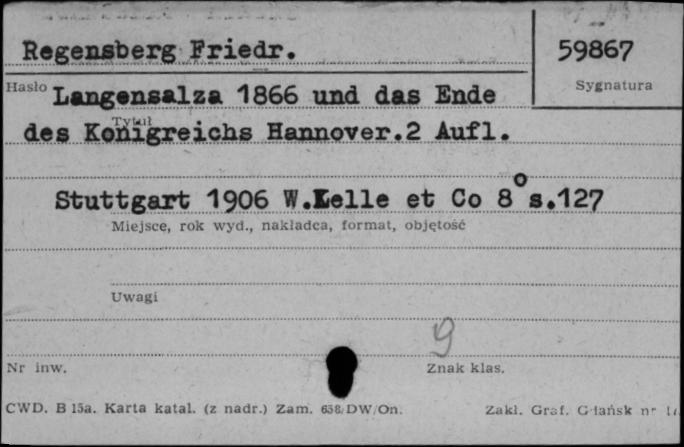 Regensberg Friedr.
59867
Sygnatura
Hasło
Langensalza 1866 und das Ende
Tytuł
des Konigreichs Hannover.2 Aufl.
Stuttgart 1906 W. et Co 8° s.127
Miejsce, rok wyd., nakładca, format, objętość
Uwagi
9
Nr inw.
Znak klas.
CWD. B 15a. Karta katal. (z nadr.) Zam. 658/DW/On.
Zakł. Graf. Gdańsk nr